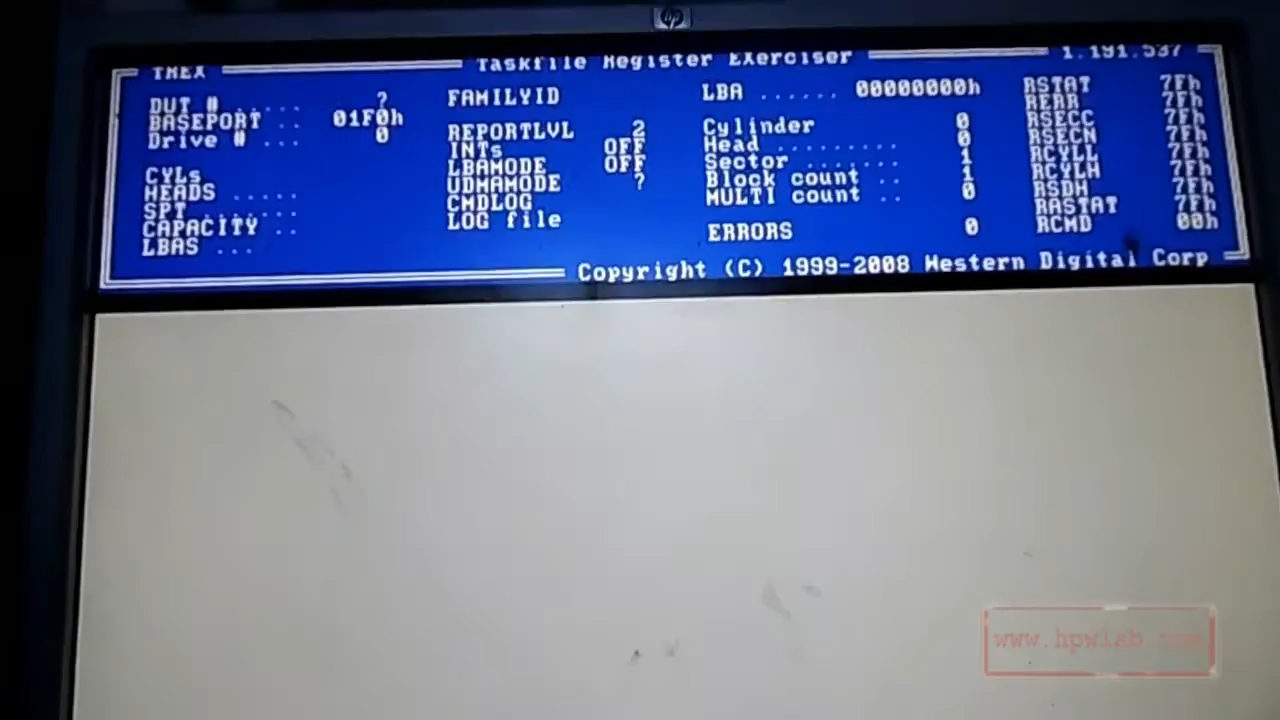 hp
TREX Taskfile Register Exerciser 1.191.537
DUT # ..... ?
BASEPORT .. 01F0h
Drive # ... 0
CYLs
HEADS .....
SPT .......
CAPACITY ..
LBAS ...
FAMILYID
REPORTLVL 2
INTs OFF
LBAMODE OFF
UDMAMODE ?
CMDLOG
LOG file
LBA ...... 00000000h
Cylinder 0
Head ......... 0
Sector ....... 1
Block count .. 1
MULTI count .. 0
ERRORS 0
RSTAT 7Fh
RERR 7Fh
RSECC 7Fh
RSECN 7Fh
RCYLL 7Fh
RCYLH 7Fh
RSDH 7Fh
RASTAT 7Fh
RCMD 00h
Copyright (C) 1999-2008 Western Digital Corp